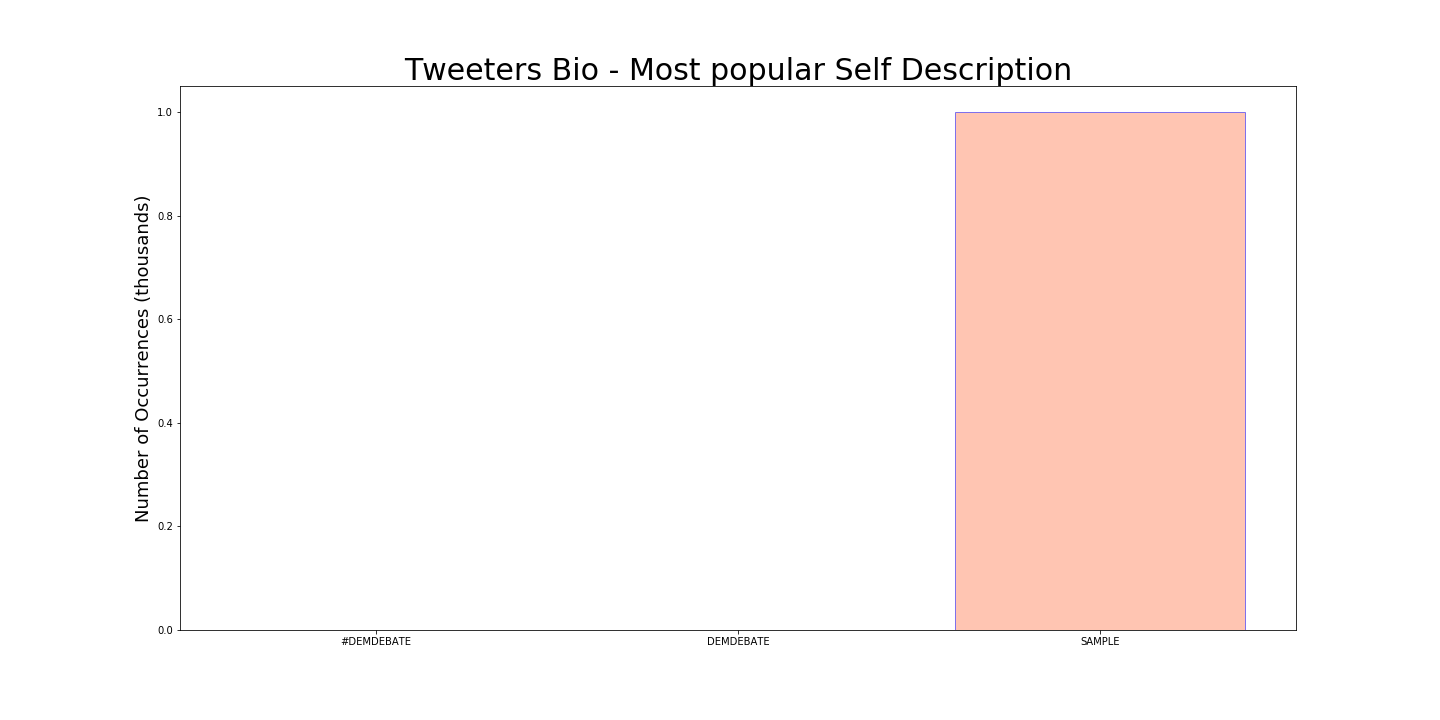 Tweeters Bio - Most popular Self Description
Number of Occurrences (thousands)
1.0
0.8
0.6
0.4
0.2
0.0
#DEMDEBATE
DEMDEBATE
SAMPLE